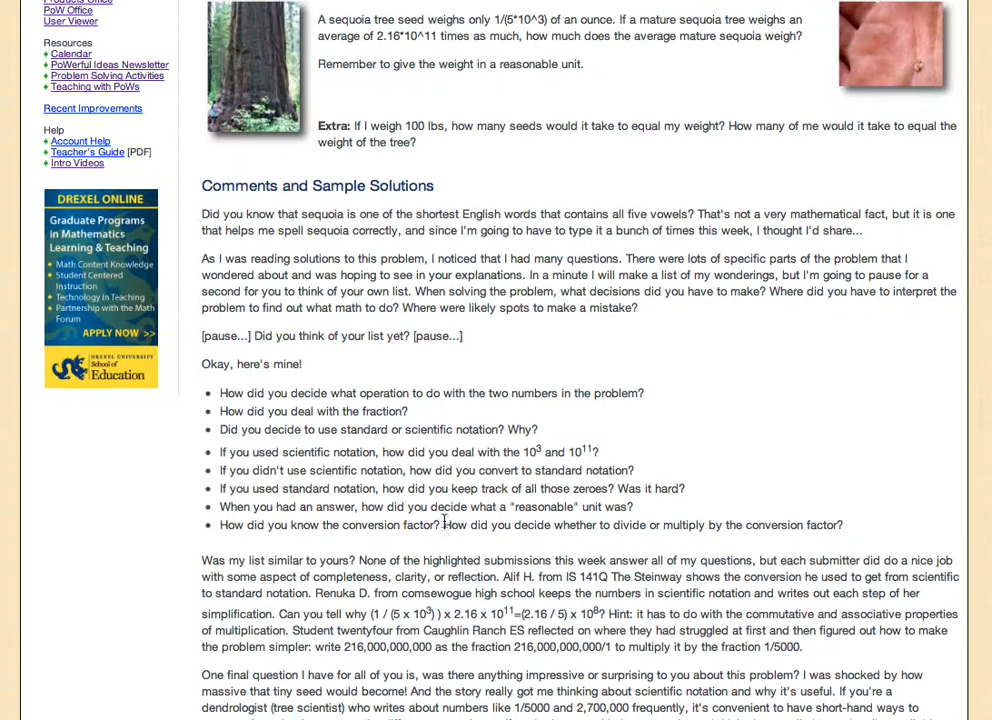 Products Office
PoW Office
User Viewer
Resources
Calendar
PoWerful Ideas Newsletter
Problem Solving Activities
Teaching with PoWs
Recent Improvements
Help
Account Help
Teacher's Guide [PDF]
Intro Videos
DREXEL ONLINE
Graduate Programs
in Mathematics
Learning & Teaching
• Math Content Knowledge
• Student Centered
Instruction
• Technology in Teaching
• Partnership with the Math
Forum
APPLY NOW >>
DREXEL UNIVERSITY
School of
Education
A sequoia tree seed weighs only 1/(5*10^3) of an ounce. If a mature sequoia tree weighs an
average of 2.16*10^11 times as much, how much does the average mature sequoia weigh?
Remember to give the weight in a reasonable unit.
Extra: If I weigh 100 lbs, how many seeds would it take to equal my weight? How many of me would it take to equal the
weight of the tree?
Comments and Sample Solutions
Did you know that sequoia is one of the shortest English words that contains all five vowels? That's not a very mathematical fact, but it is one
that helps me spell sequoia correctly, and since I'm going to have to type it a bunch of times this week, I thought I'd share...
As I was reading solutions to this problem, I noticed that I had many questions. There were lots of specific parts of the problem that I
wondered about and was hoping to see in your explanations. In a minute I will make a list of my wonderings, but I'm going to pause for a
second for you to think of your own list. When solving the problem, what decisions did you have to make? Where did you have to interpret the
problem to find out what math to do? Where were likely spots to make a mistake?
[pause...] Did you think of your list yet? [pause...]
Okay, here's mine!
• How did you decide what operation to do with the two numbers in the problem?
• How did you deal with the fraction?
• Did you decide to use standard or scientific notation? Why?
• If you used scientific notation, how did you deal with the 10³ and 10¹¹?
• If you didn't use scientific notation, how did you convert to standard notation?
• If you used standard notation, how did you keep track of all those zeroes? Was it hard?
• When you had an answer, how did you decide what a "reasonable" unit was?
• How did you know the conversion factor? How did you decide whether to divide or multiply by the conversion factor?
Was my list similar to yours? None of the highlighted submissions this week answer all of my questions, but each submitter did do a nice job
with some aspect of completeness, clarity, or reflection. Alif H. from IS 141Q The Steinway shows the conversion he used to get from scientific
to standard notation. Renuka D. from comsewogue high school keeps the numbers in scientific notation and writes out each step of her
simplification. Can you tell why (1 / (5 x 10³) ) x 2.16 x 10¹¹=(2.16 / 5) x 10⁸? Hint: it has to do with the commutative and associative properties
of multiplication. Student twentyfour from Caughlin Ranch ES reflected on where they had struggled at first and then figured out how to make
the problem simpler: write 216,000,000,000 as the fraction 216,000,000,000/1 to multiply it by the fraction 1/5000.
One final question I have for all of you is, was there anything impressive or surprising to you about this problem? I was shocked by how
massive that tiny seed would become! And the story really got me thinking about scientific notation and why it's useful. If you're a
dendrologist (tree scientist) who writes about numbers like 1/5000 and 2,700,000 frequently, it's convenient to have short-hand ways to